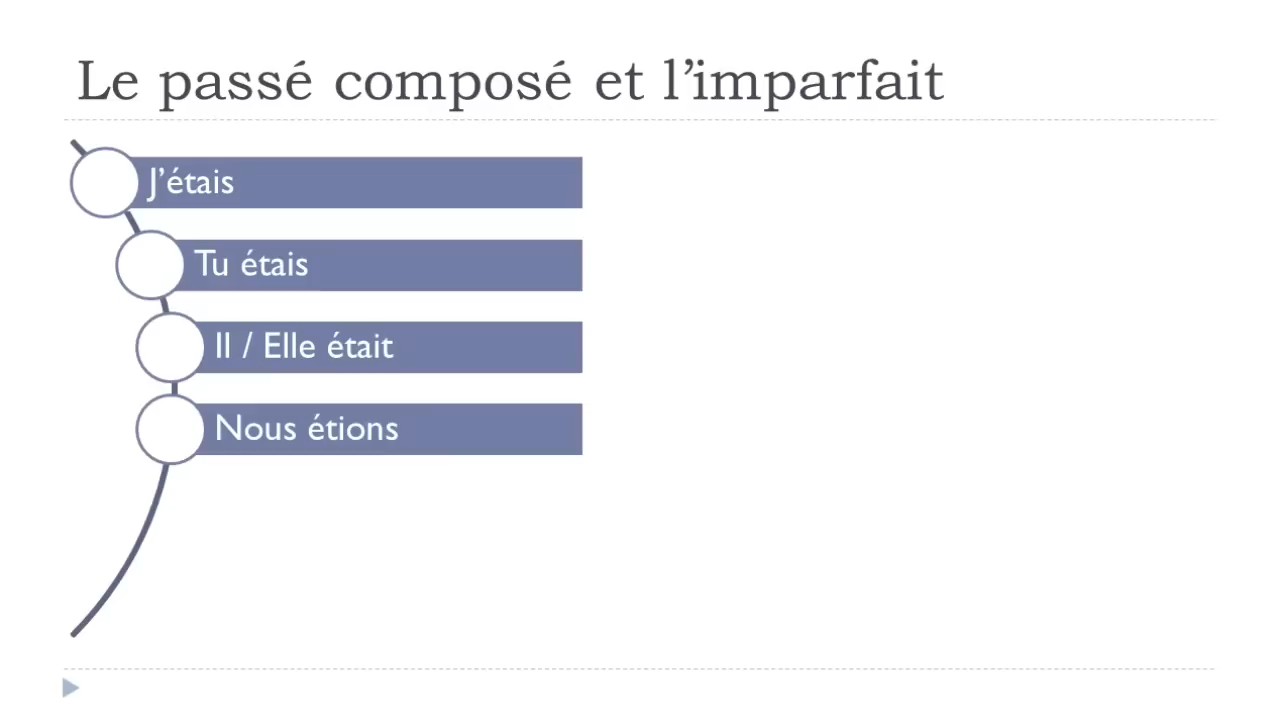 Le passé composé et l’imparfait
J’étais
Tu étais
Il / Elle était
Nous étions